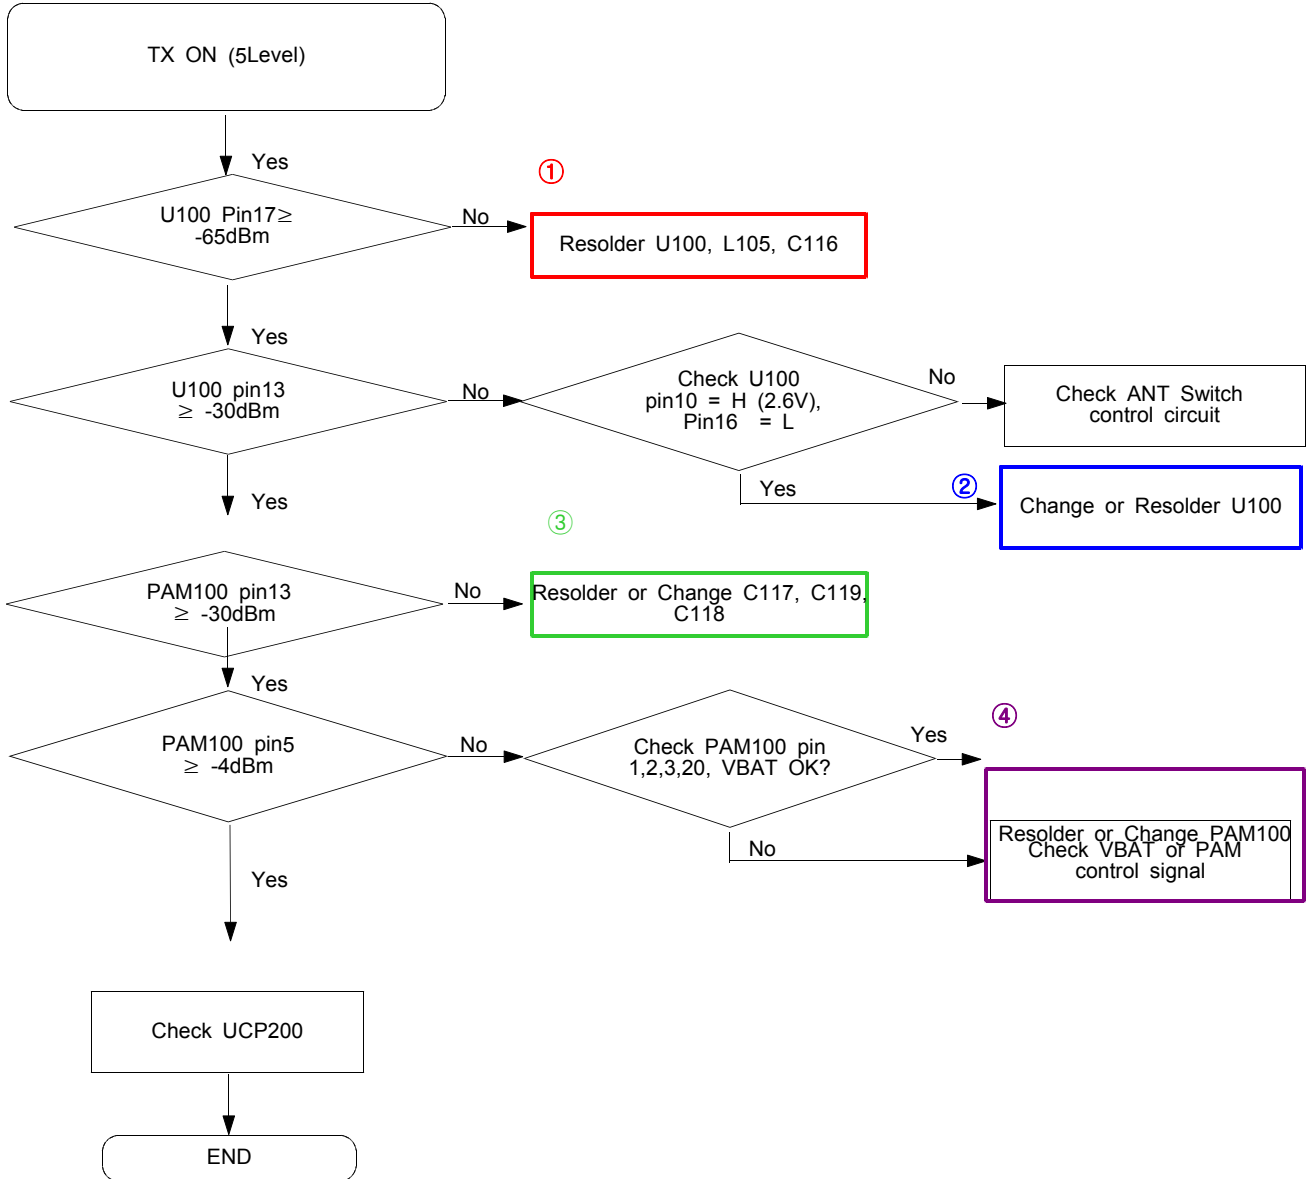 TX ON (5Level)
Yes
①
U100 Pin17≥
-65dBm
No
Resolder U100, L105, C116
Yes
U100 pin13
≥ -30dBm
No
Check U100
pin10 = H (2.6V),
Pin16 = L
No
Check ANT Switch
control circuit
Yes
②
Change or Resolder U100
Yes
③
PAM100 pin13
≥ -30dBm
No
Resolder or Change C117, C119,
C118
Yes
PAM100 pin5
≥ -4dBm
No
Check PAM100 pin
1,2,3,20, VBAT OK?
Yes
④
Resolder or Change PAM100
No
Check VBAT or PAM
control signal
Yes
Check UCP200
END